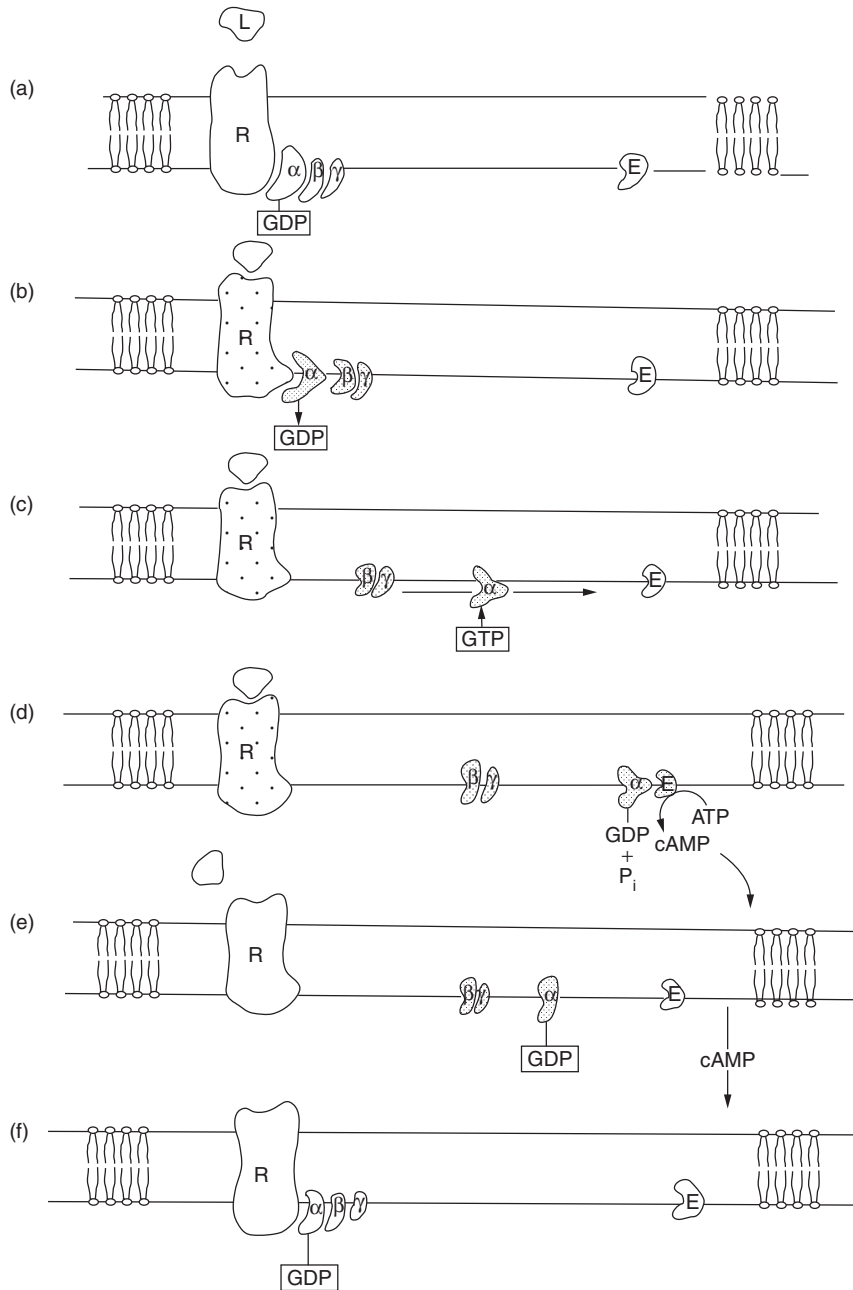 L
(a)
R
α β γ
E
GDP
(b)
R
α β γ
E
GDP
(c)
R
β γ
α
E
GTP
(d)
R
β γ
α E
ATP
GDP cAMP
+
Pi
(e)
R
β γ
α
E
GDP
cAMP
(f)
R
α β γ
E
GDP